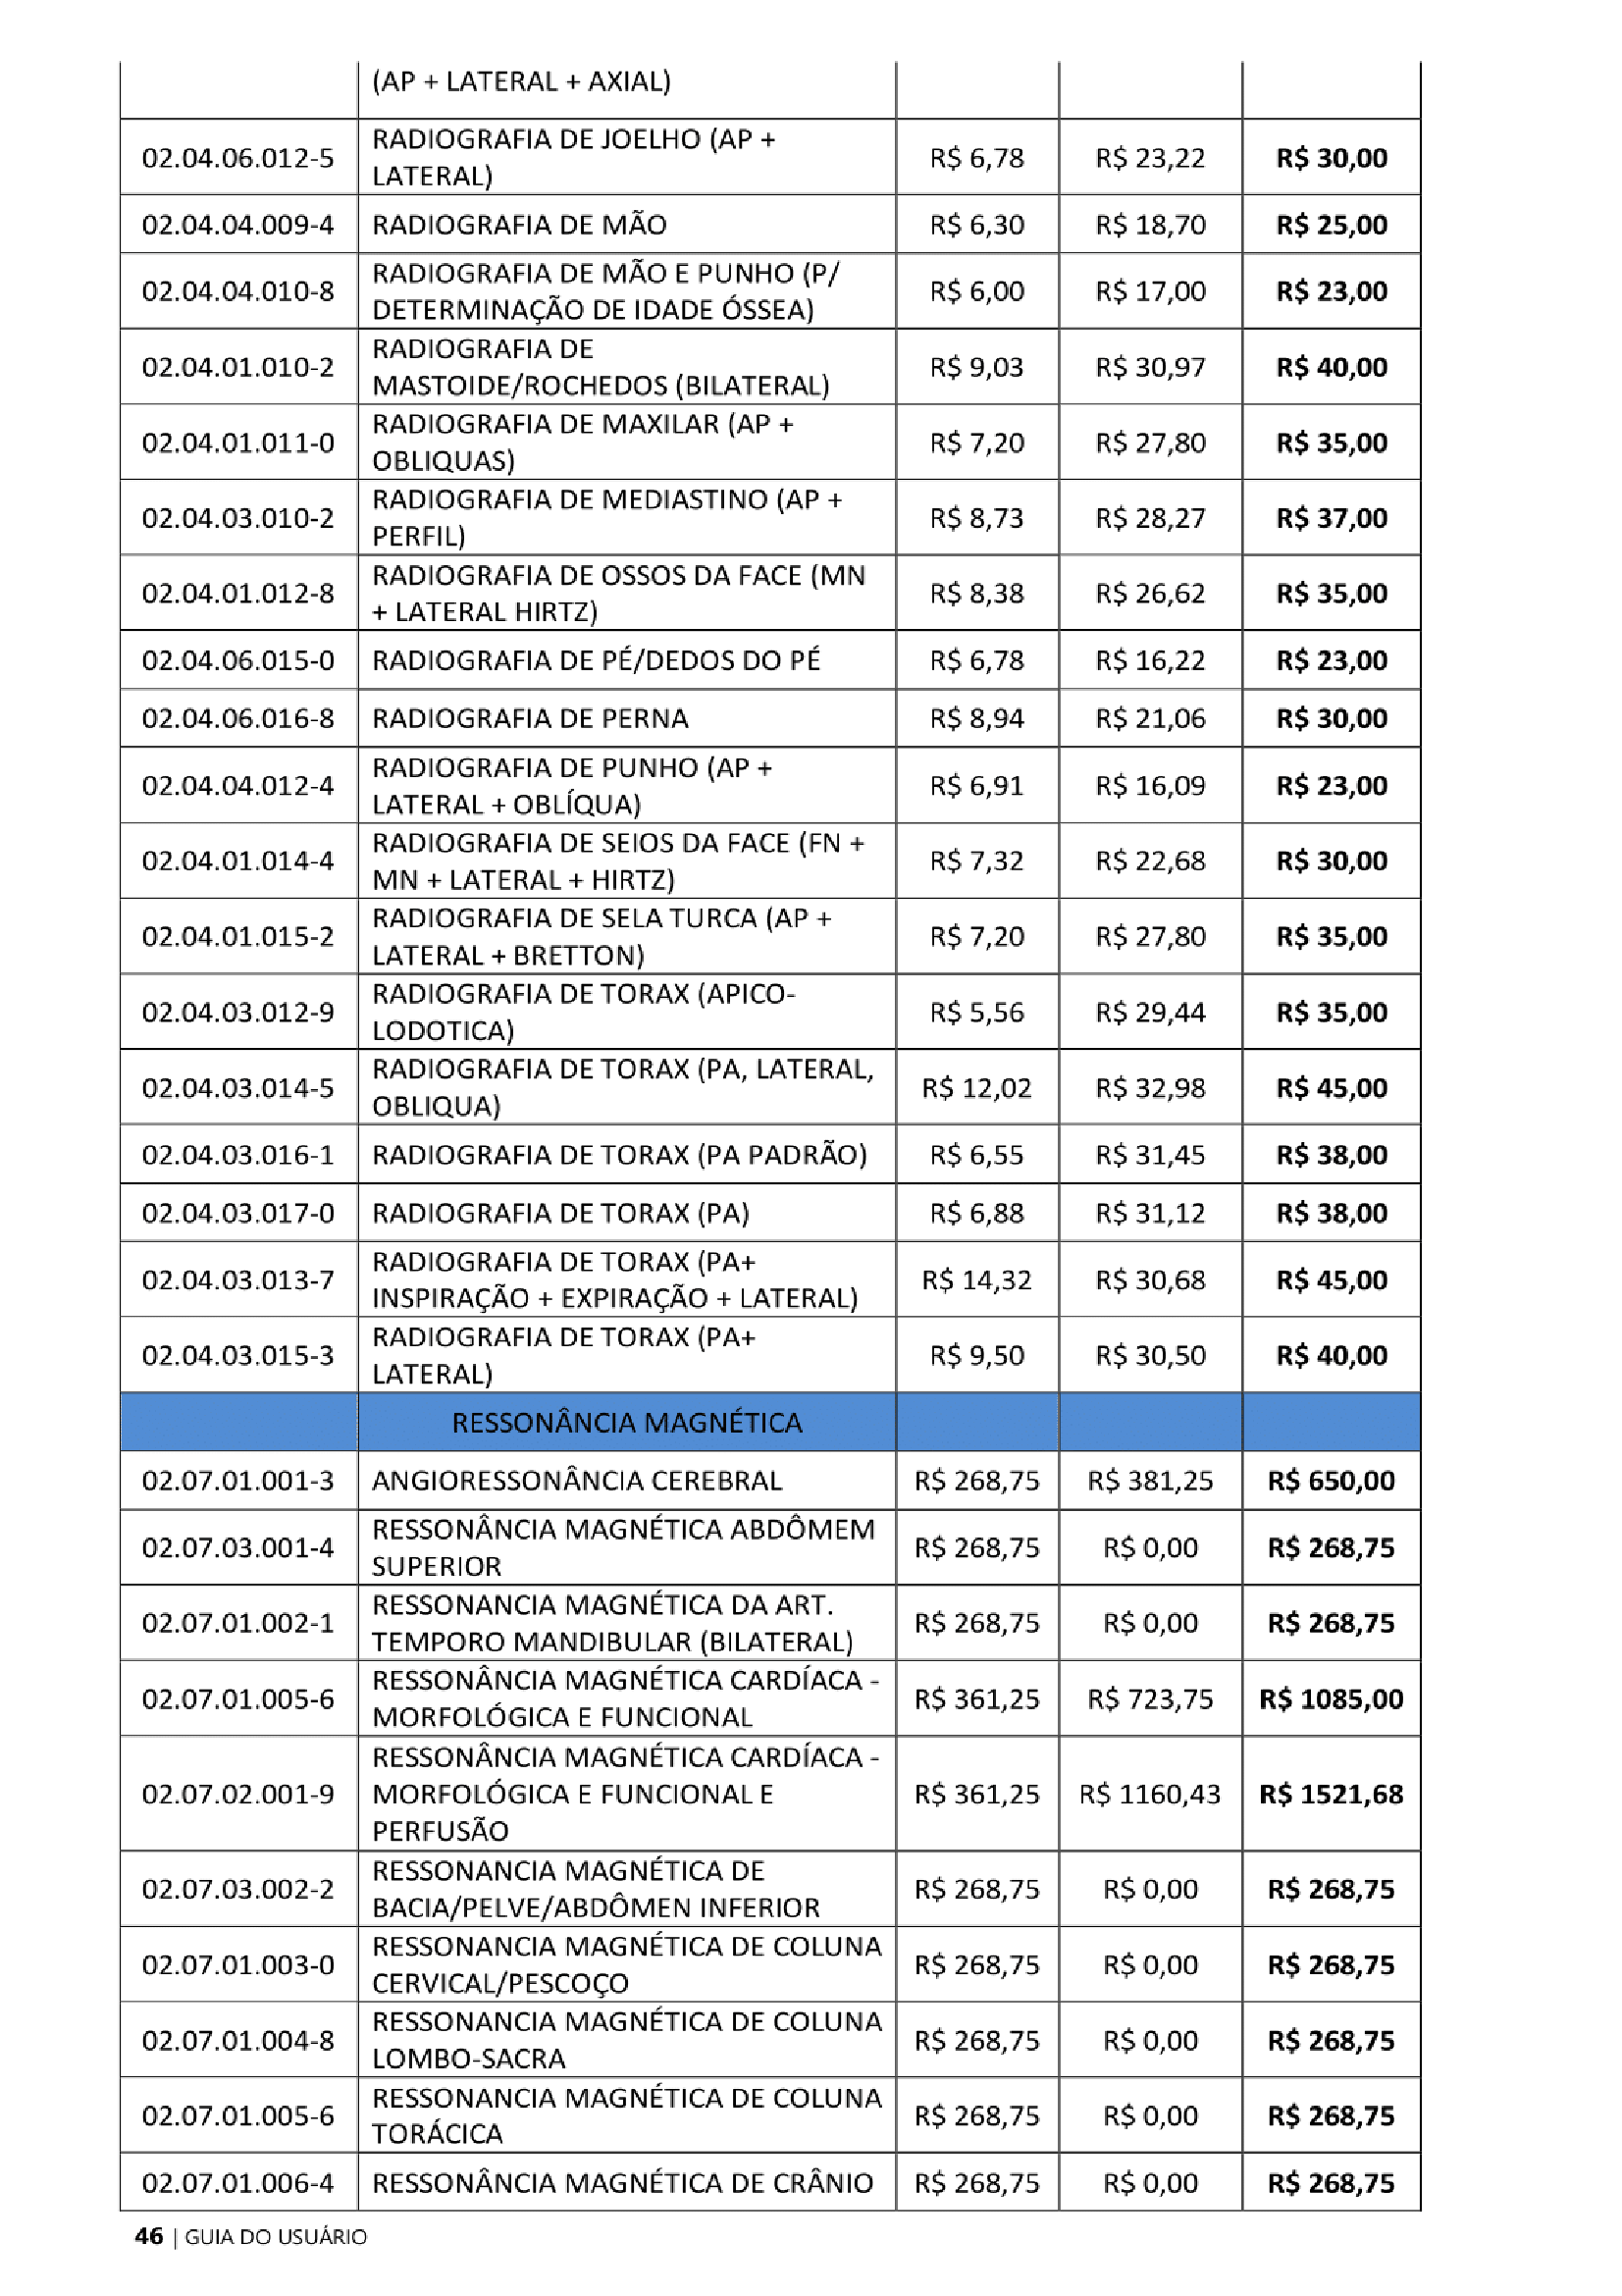 (AP + LATERAL + AXIAL)
02.04.06.012-5 RADIOGRAFIA DE JOELHO (AP + R$ 6,78 R$ 23,22 R$ 30,00
LATERAL)
02.04.04.009-4 RADIOGRAFIA DE MÃO R$ 6,30 R$ 18,70 R$ 25,00
02.04.04.010-8 RADIOGRAFIA DE MÃO E PUNHO (P/ R$ 6,00 R$ 17,00 R$ 23,00
DETERMINAÇÃO DE IDADE ÓSSEA)
02.04.01.010-2 RADIOGRAFIA DE R$ 9,03 R$ 30,97 R$ 40,00
MASTOIDE/ROCHEDOS (BILATERAL)
02.04.01.011-0 RADIOGRAFIA DE MAXILAR (AP + R$ 7,20 R$ 27,80 R$ 35,00
OBLIQUAS)
02.04.03.010-2 RADIOGRAFIA DE MEDIASTINO (AP + R$ 8,73 R$ 28,27 R$ 37,00
PERFIL)
02.04.01.012-8 RADIOGRAFIA DE OSSOS DA FACE (MN R$ 8,38 R$ 26,62 R$ 35,00
+ LATERAL HIRTZ)
02.04.06.015-0 RADIOGRAFIA DE PÉ/DEDOS DO PÉ R$ 6,78 R$ 16,22 R$ 23,00
02.04.06.016-8 RADIOGRAFIA DE PERNA R$ 8,94 R$ 21,06 R$ 30,00
02.04.04.012-4 RADIOGRAFIA DE PUNHO (AP + R$ 6,91 R$ 16,09 R$ 23,00
LATERAL + OBLÍQUA)
02.04.01.014-4 RADIOGRAFIA DE SEIOS DA FACE (FN + R$ 7,32 R$ 22,68 R$ 30,00
MN + LATERAL + HIRTZ)
02.04.01.015-2 RADIOGRAFIA DE SELA TURCA (AP + R$ 7,20 R$ 27,80 R$ 35,00
LATERAL + BRETTON)
02.04.03.012-9 RADIOGRAFIA DE TORAX (APICO- R$ 5,56 R$ 29,44 R$ 35,00
LODOTICA)
02.04.03.014-5 RADIOGRAFIA DE TORAX (PA, LATERAL, R$ 12,02 R$ 32,98 R$ 45,00
OBLIQUA)
02.04.03.016-1 RADIOGRAFIA DE TORAX (PA PADRÃO) R$ 6,55 R$ 31,45 R$ 38,00
02.04.03.017-0 RADIOGRAFIA DE TORAX (PA) R$ 6,88 R$ 31,12 R$ 38,00
02.04.03.013-7 RADIOGRAFIA DE TORAX (PA+ R$ 14,32 R$ 30,68 R$ 45,00
INSPIRAÇÃO + EXPIRAÇÃO + LATERAL)
02.04.03.015-3 RADIOGRAFIA DE TORAX (PA+ R$ 9,50 R$ 30,50 R$ 40,00
LATERAL)
RESSONÂNCIA MAGNÉTICA
02.07.01.001-3 ANGIORESSONÂNCIA CEREBRAL R$ 268,75 R$ 381,25 R$ 650,00
02.07.03.001-4 RESSONÂNCIA MAGNÉTICA ABDÔMEM R$ 268,75 R$ 0,00 R$ 268,75
SUPERIOR
02.07.01.002-1 RESSONANCIA MAGNÉTICA DA ART. R$ 268,75 R$ 0,00 R$ 268,75
TEMPORO MANDIBULAR (BILATERAL)
02.07.01.005-6 RESSONÂNCIA MAGNÉTICA CARDÍACA - R$ 361,25 R$ 723,75 R$ 1085,00
MORFOLÓGICA E FUNCIONAL
02.07.02.001-9 RESSONÂNCIA MAGNÉTICA CARDÍACA - R$ 361,25 R$ 1160,43 R$ 1521,68
MORFOLÓGICA E FUNCIONAL E
PERFUSÃO
02.07.03.002-2 RESSONANCIA MAGNÉTICA DE R$ 268,75 R$ 0,00 R$ 268,75
BACIA/PELVE/ABDÔMEN INFERIOR
02.07.01.003-0 RESSONANCIA MAGNÉTICA DE COLUNA R$ 268,75 R$ 0,00 R$ 268,75
CERVICAL/PESCOÇO
02.07.01.004-8 RESSONANCIA MAGNÉTICA DE COLUNA R$ 268,75 R$ 0,00 R$ 268,75
LOMBO-SACRA
02.07.01.005-6 RESSONANCIA MAGNÉTICA DE COLUNA R$ 268,75 R$ 0,00 R$ 268,75
TORÁCICA
02.07.01.006-4 RESSONÂNCIA MAGNÉTICA DE CRÂNIO R$ 268,75 R$ 0,00 R$ 268,75
46 | GUIA DO USUÁRIO